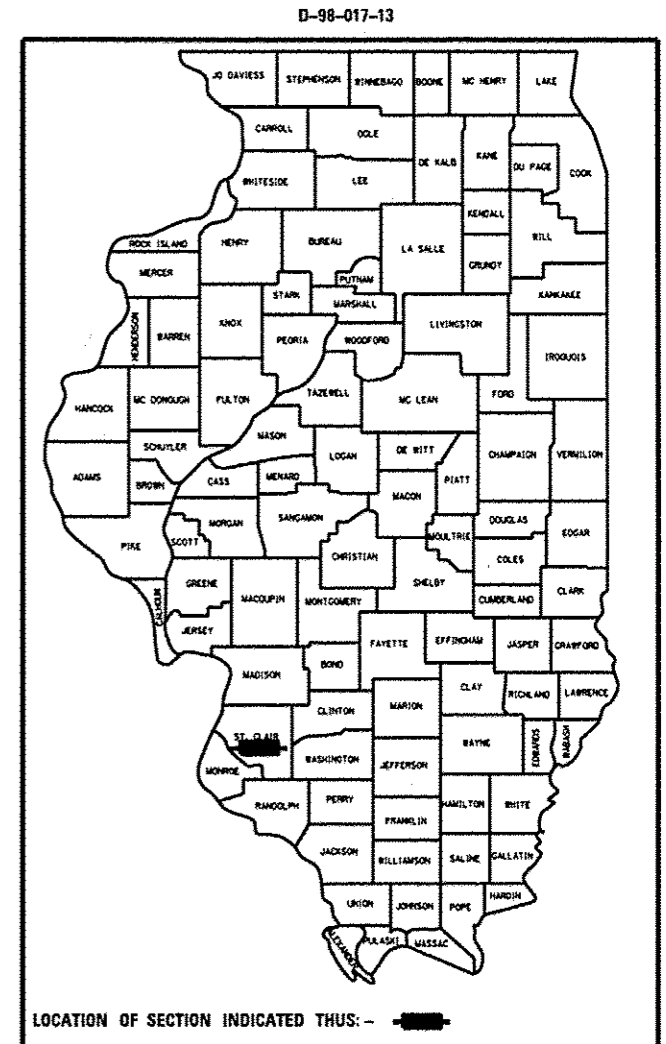 D-98-017-13
JO DAVIESS STEPHENSON WINNEBAGO BOONE MC HENRY LAKE
CARROLL OGLE DE KALB KANE DU PAGE COOK
WHITESIDE LEE KENDALL WILL
ROCK ISLAND HENRY BUREAU LA SALLE GRUNDY
MERCER PUTNAM KANKAKEE
HENDERSON WARREN KNOX STARK MARSHALL LIVINGSTON
PEORIA WOODFORD IROQUOIS
HANCOCK MC DONOUGH FULTON TAZEWELL MC LEAN FORD
SCHUYLER MASON LOGAN DE WITT CHAMPAIGN VERMILION
ADAMS BROWN CASS MENARD MACON PIATT
PIKE SCOTT MORGAN SANGAMON CHRISTIAN MOULTRIE DOUGLAS EDGAR
COLES
CALHOUN GREENE MACOUPIN MONTGOMERY SHELBY CUMBERLAND CLARK
JERSEY FAYETTE EFFINGHAM JASPER CRAWFORD
MADISON BOND CLAY RICHLAND LAWRENCE
CLINTON MARION
ST. CLAIR WASHINGTON JEFFERSON WAYNE EDWARDS WABASH
MONROE
RANDOLPH PERRY FRANKLIN HAMILTON WHITE
JACKSON WILLIAMSON SALINE GALLATIN
UNION JOHNSON POPE HARDIN
ALEXANDER PULASKI MASSAC
LOCATION OF SECTION INDICATED THUS: -